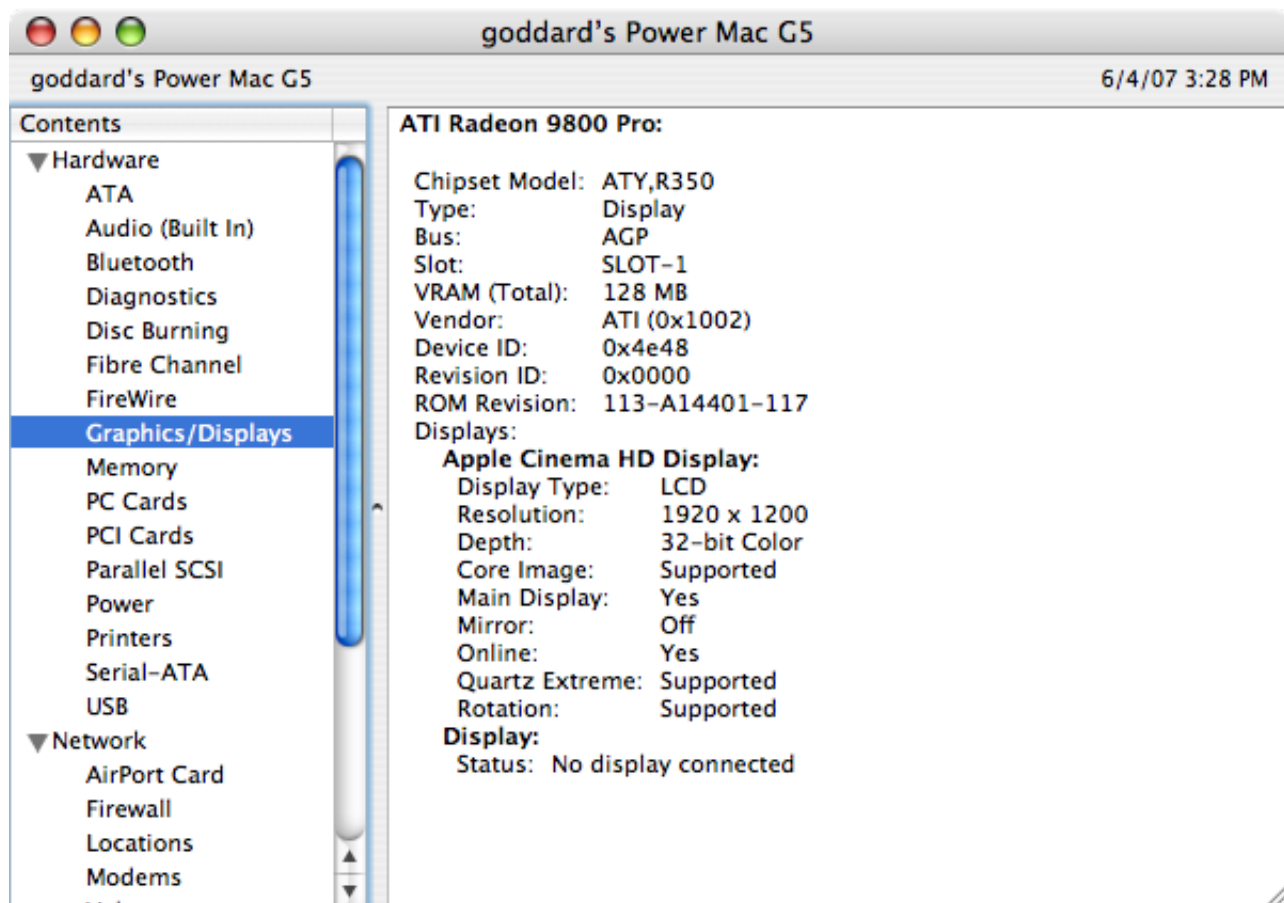 goddard's Power Mac G5
goddard's Power Mac G5 6/4/07 3:28 PM
Contents
Hardware
ATA
Audio (Built In)
Bluetooth
Diagnostics
Disc Burning
Fibre Channel
FireWire
Graphics/Displays
Memory
PC Cards
PCI Cards
Parallel SCSI
Power
Printers
Serial-ATA
USB
Network
AirPort Card
Firewall
Locations
Modems
ATI Radeon 9800 Pro:
Chipset Model: ATY,R350
Type: Display
Bus: AGP
Slot: SLOT-1
VRAM (Total): 128 MB
Vendor: ATI (0x1002)
Device ID: 0x4e48
Revision ID: 0x0000
ROM Revision: 113-A14401-117
Displays:
Apple Cinema HD Display:
Display Type: LCD
Resolution: 1920 x 1200
Depth: 32-bit Color
Core Image: Supported
Main Display: Yes
Mirror: Off
Online: Yes
Quartz Extreme: Supported
Rotation: Supported
Display:
Status: No display connected